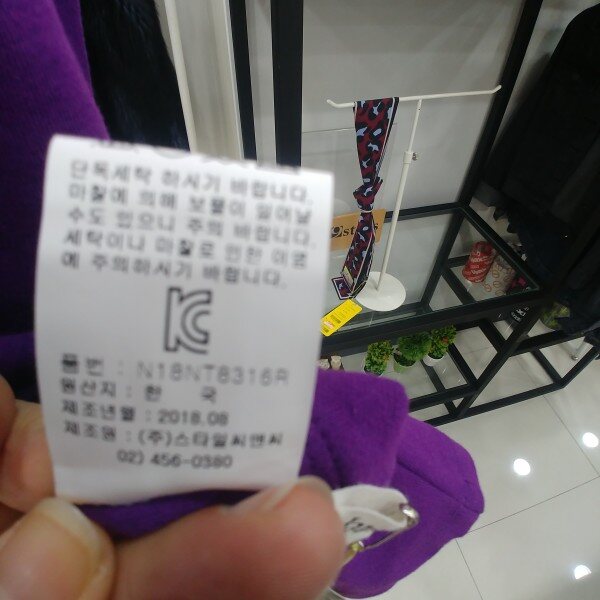 단독세탁 하시기 바랍니다.
마찰에 의해 보풀이 일어날
수도 있으니 주의 바랍니다.
세탁이나 마찰로 인한 이염
에 주의하시기 바랍니다.
KC
품 번 : N18NT8316R
원산지 : 한 국
제조년월 : 2018.08
제조원 : (주)스타일씨앤씨
02) 456-0380